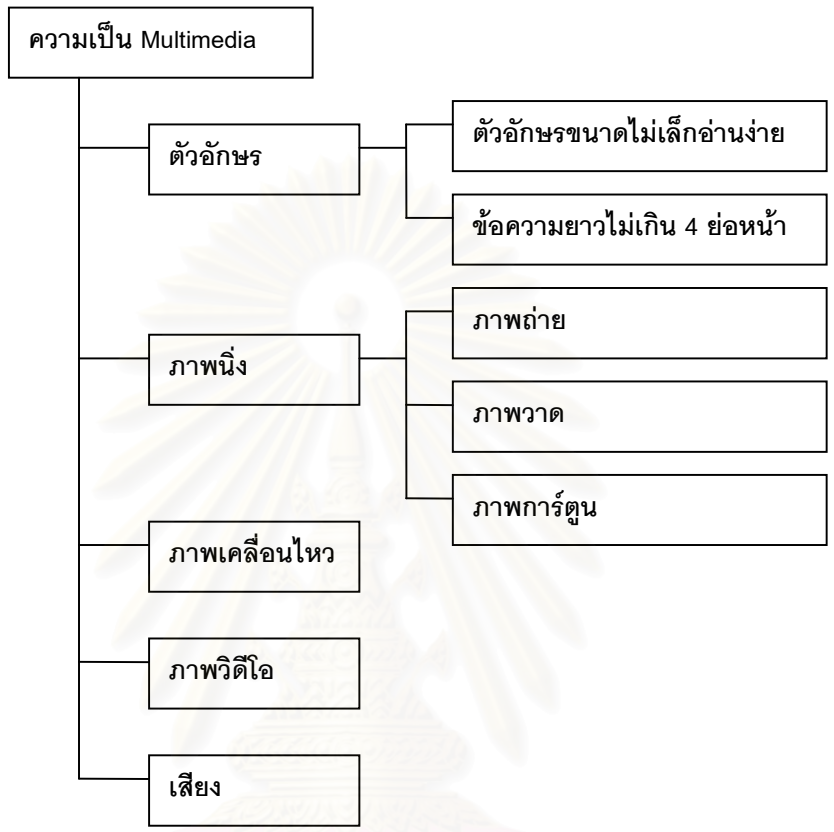 ความเป็น Multimedia
ตัวอักษร
ตัวอักษรขนาดไม่เล็กอ่านง่าย
ข้อความยาวไม่เกิน 4 ย่อหน้า
ภาพนิ่ง
ภาพถ่าย
ภาพวาด
ภาพการ์ตูน
ภาพเคลื่อนไหว
ภาพวิดีโอ
เสียง